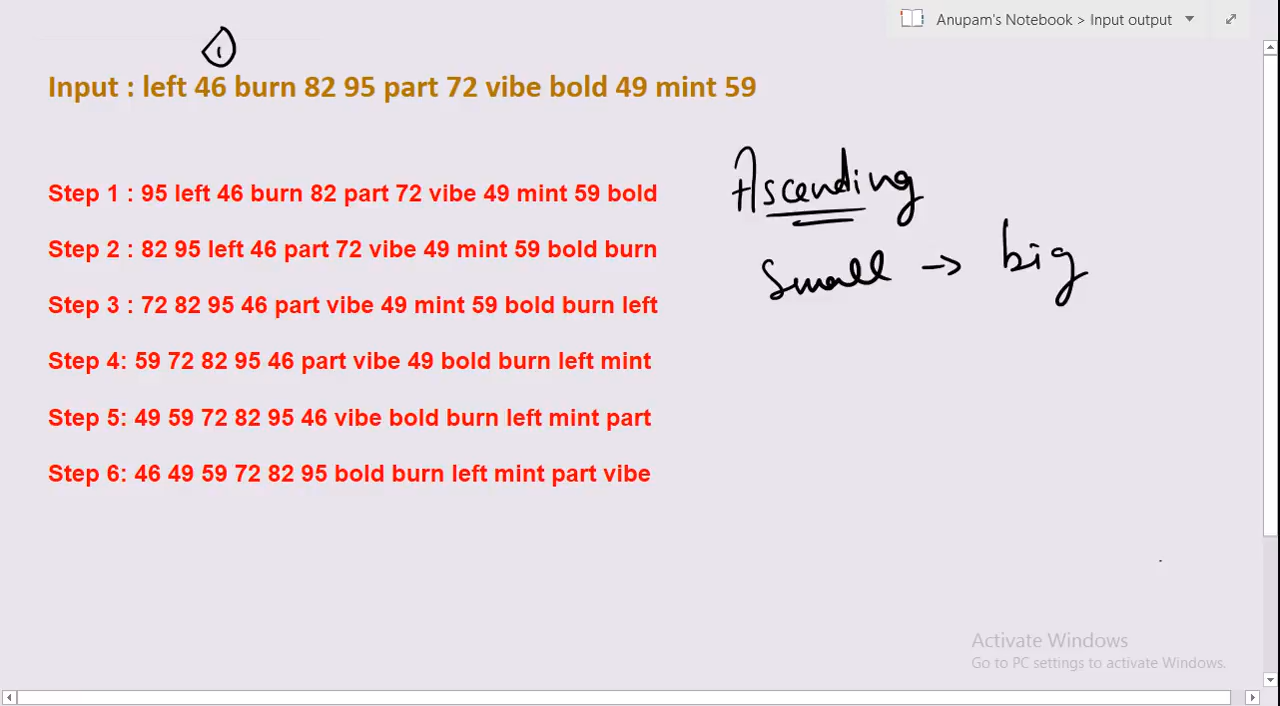 Anupam's Notebook > Input output
1
Input : left 46 burn 82 95 part 72 vibe bold 49 mint 59
Step 1 : 95 left 46 burn 82 part 72 vibe 49 mint 59 bold
Step 2 : 82 95 left 46 part 72 vibe 49 mint 59 bold burn
Step 3 : 72 82 95 46 part vibe 49 mint 59 bold burn left
Step 4: 59 72 82 95 46 part vibe 49 bold burn left mint
Step 5: 49 59 72 82 95 46 vibe bold burn left mint part
Step 6: 46 49 59 72 82 95 bold burn left mint part vibe
Ascending
Small → big
Activate Windows
Go to PC settings to activate Windows.